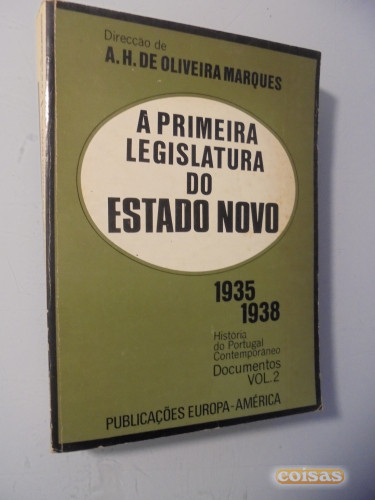 Direcção de
A. H. DE OLIVEIRA MARQUES
A PRIMEIRA
LEGISLATURA
DO
ESTADO NOVO
1935
1938
História
do Portugal
Contemporâneo
Documentos
VOL. 2
PUBLICAÇÕES EUROPA-AMÉRICA
coisas